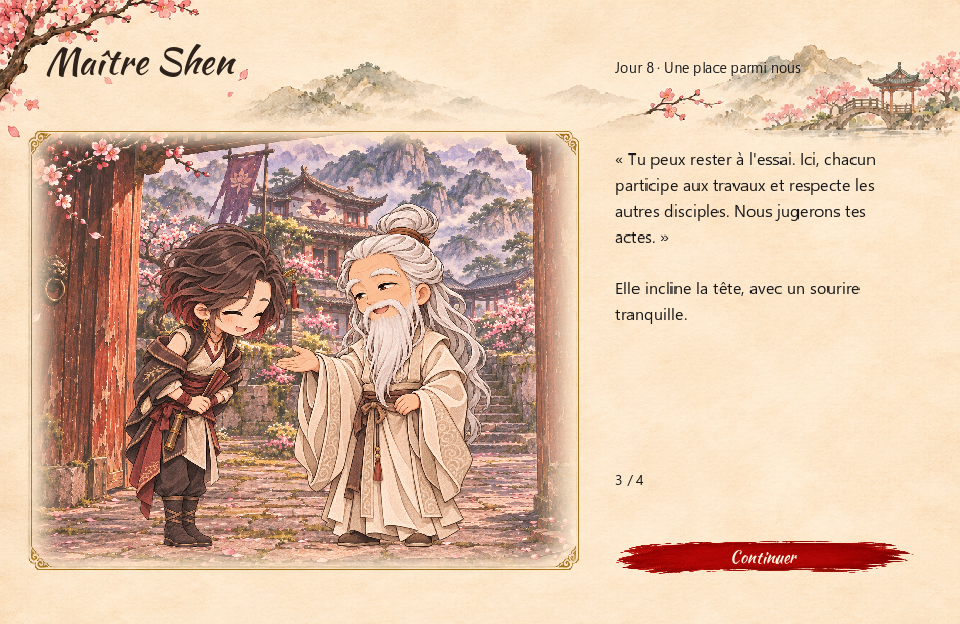 Maître Shen
Jour 8 · Une place parmi nous
« Tu peux rester à l'essai. Ici, chacun
participe aux travaux et respecte les
autres disciples. Nous jugerons tes
actes. »
Elle incline la tête, avec un sourire
tranquille.
3 / 4
Continuer